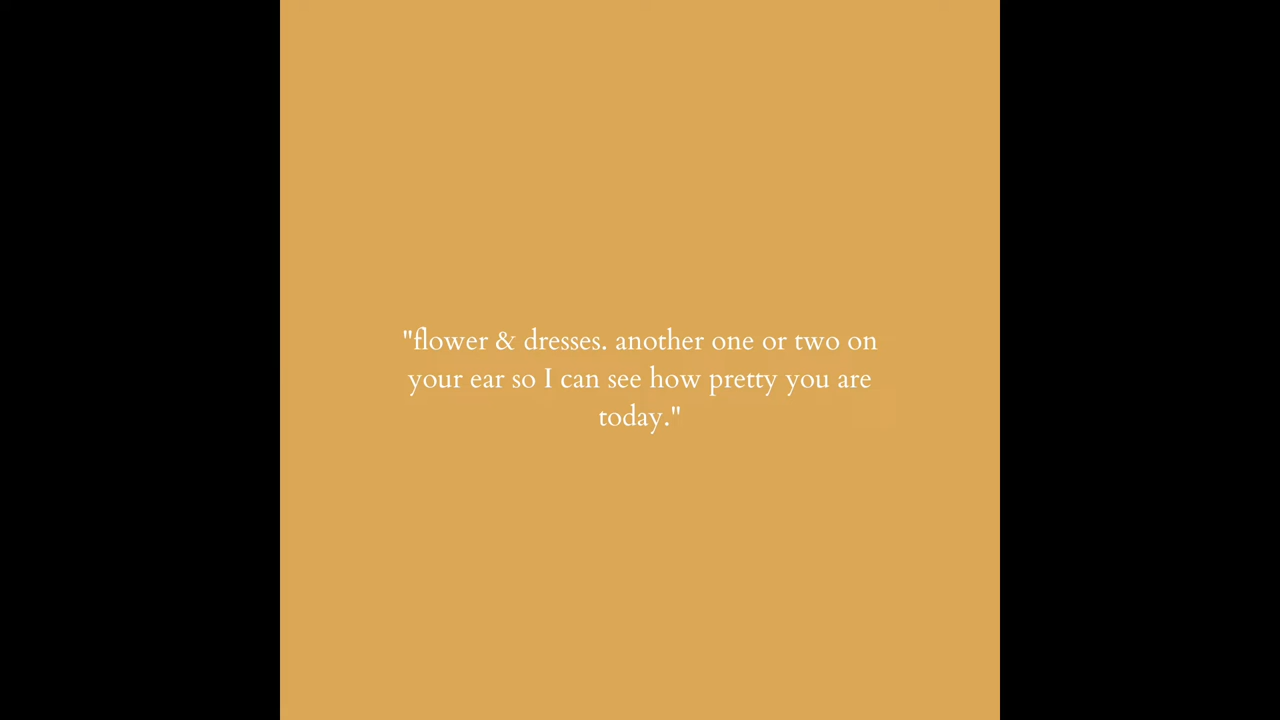 "flower & dresses. another one or two on
your ear so I can see how pretty you are
today."